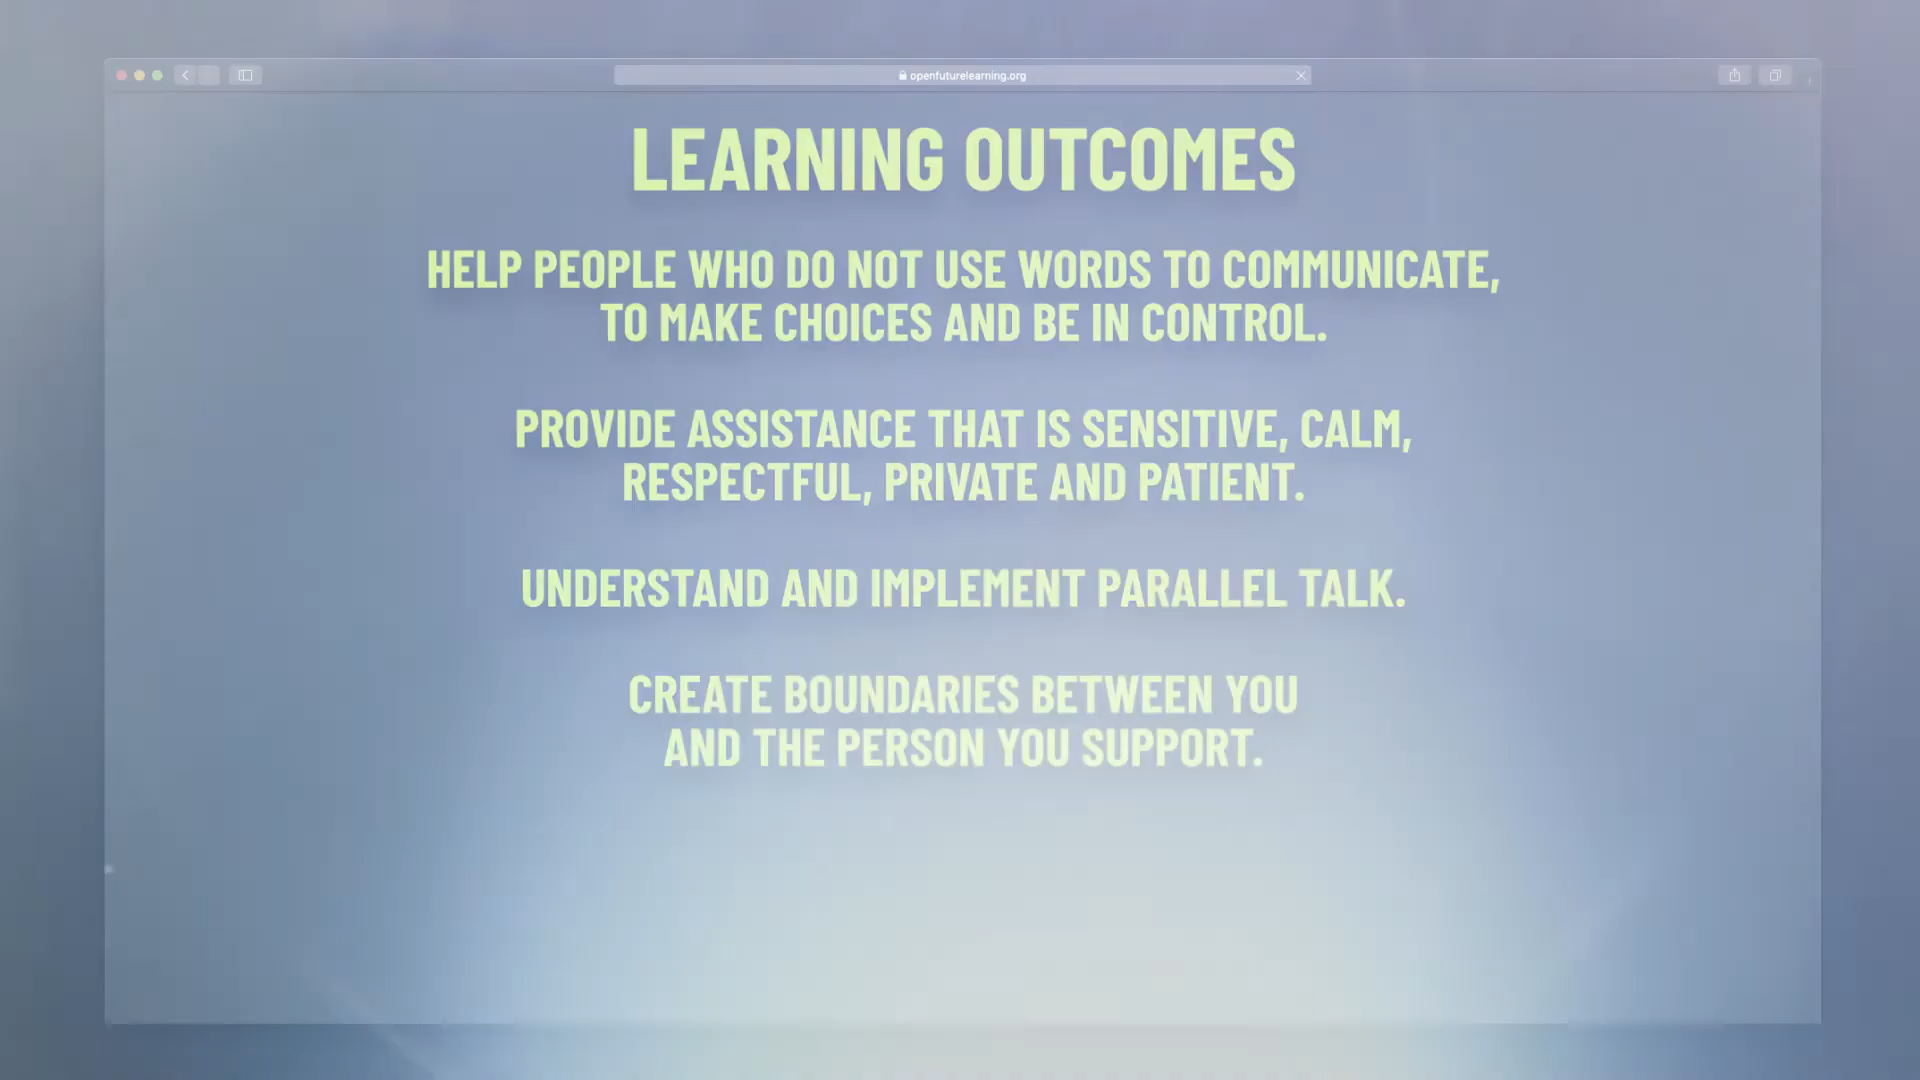 openfuturelearning.org
LEARNING OUTCOMES
HELP PEOPLE WHO DO NOT USE WORDS TO COMMUNICATE,
TO MAKE CHOICES AND BE IN CONTROL.
PROVIDE ASSISTANCE THAT IS SENSITIVE, CALM,
RESPECTFUL, PRIVATE AND PATIENT.
UNDERSTAND AND IMPLEMENT PARALLEL TALK.
CREATE BOUNDARIES BETWEEN YOU
AND THE PERSON YOU SUPPORT.